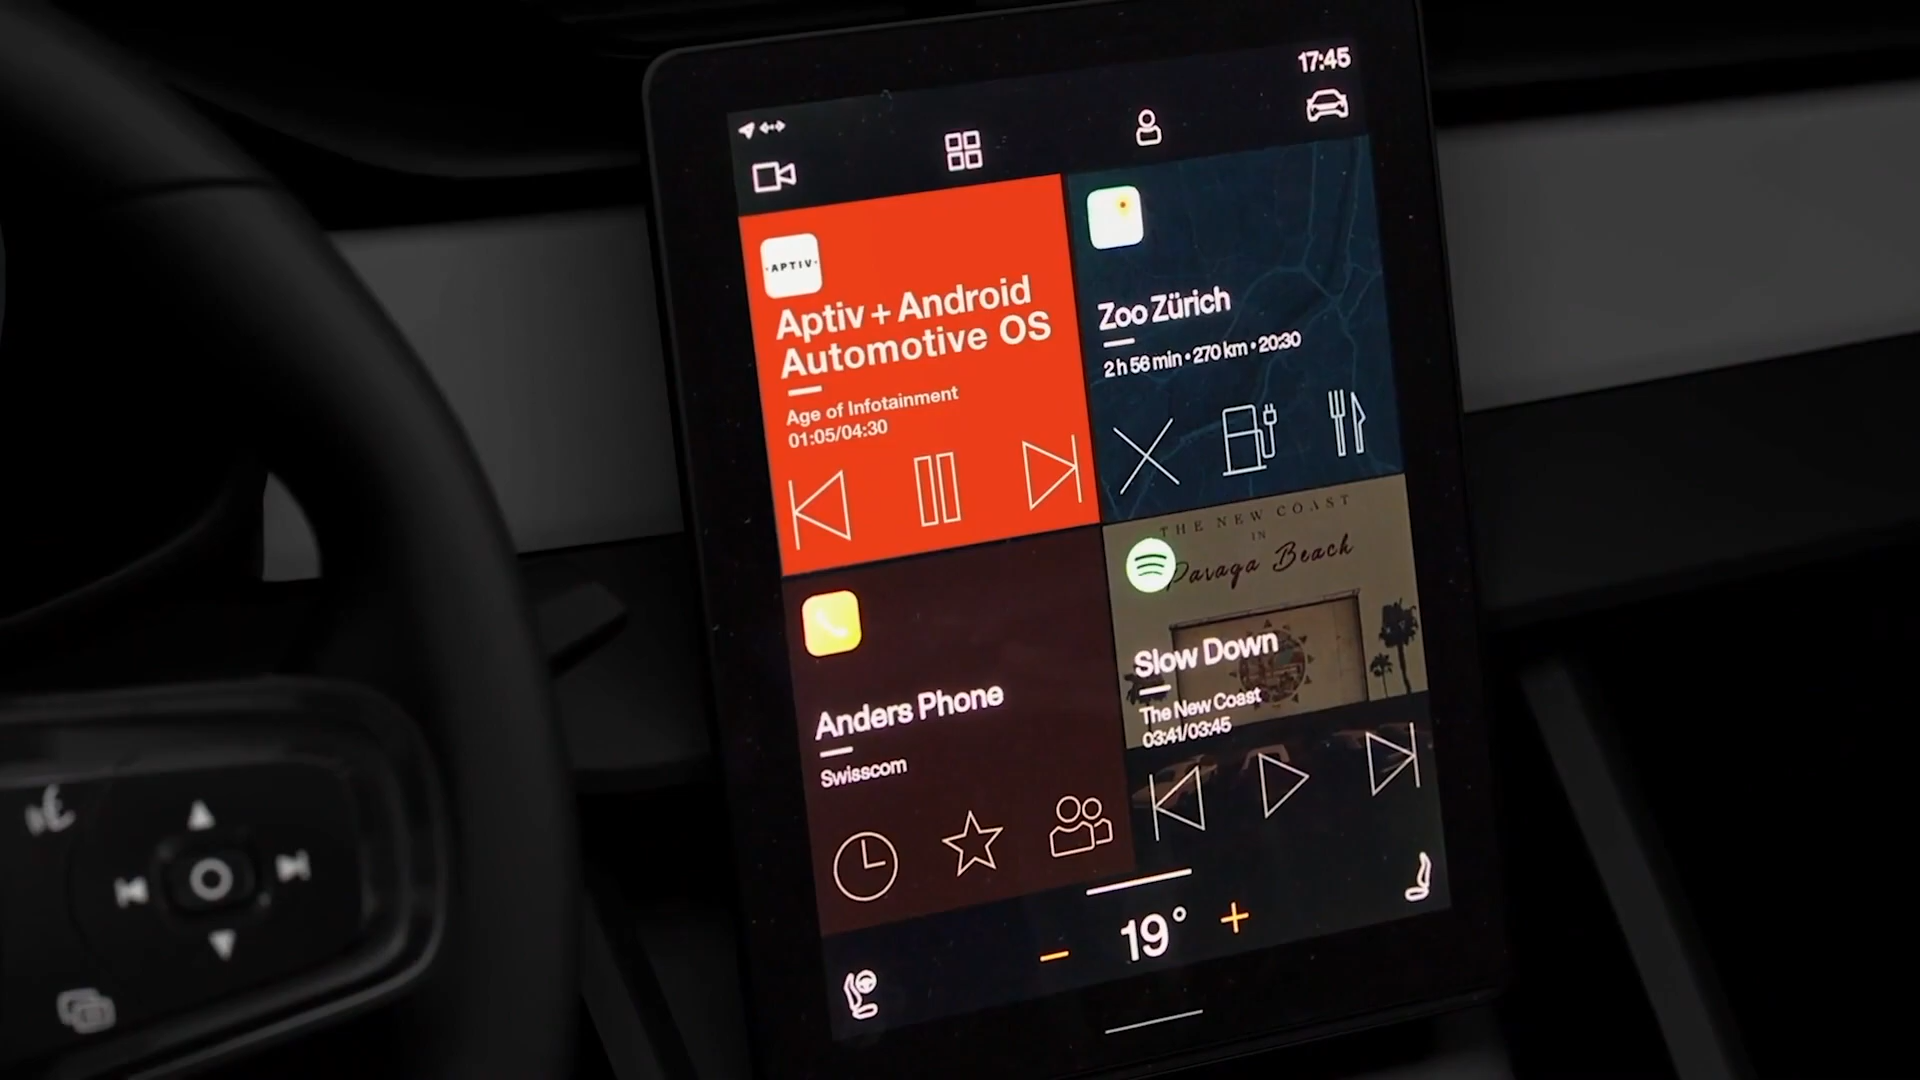 17:45
APTIV
Aptiv + Android
Automotive OS
Age of Infotainment
01:05/04:30
Zoo Zürich
2 h 56 min • 270 km • 20:30
Anders Phone
Swisscom
THE NEW COAST
IN
Paraga Beach
Slow Down
The New Coast
03:41/03:45
19°